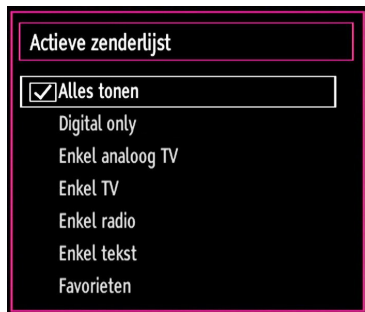 Actieve zenderlijst
Alles tonen
Digital only
Enkel analoog TV
Enkel TV
Enkel radio
Enkel tekst
Favorieten